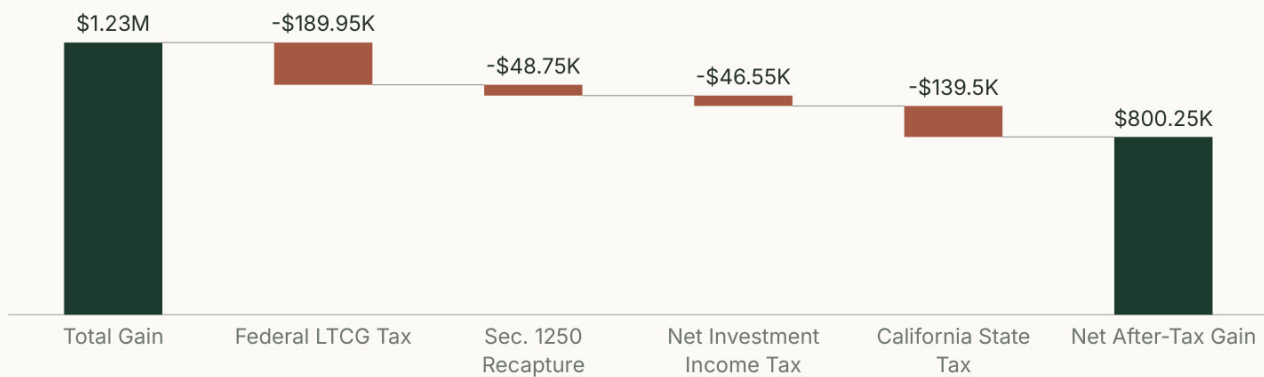 $1.23M
-$189.95K
-$48.75K
-$46.55K
-$139.5K
$800.25K
Total Gain
Federal LTCG Tax
Sec. 1250
Recapture
Net Investment
Income Tax
California State
Tax
Net After-Tax Gain